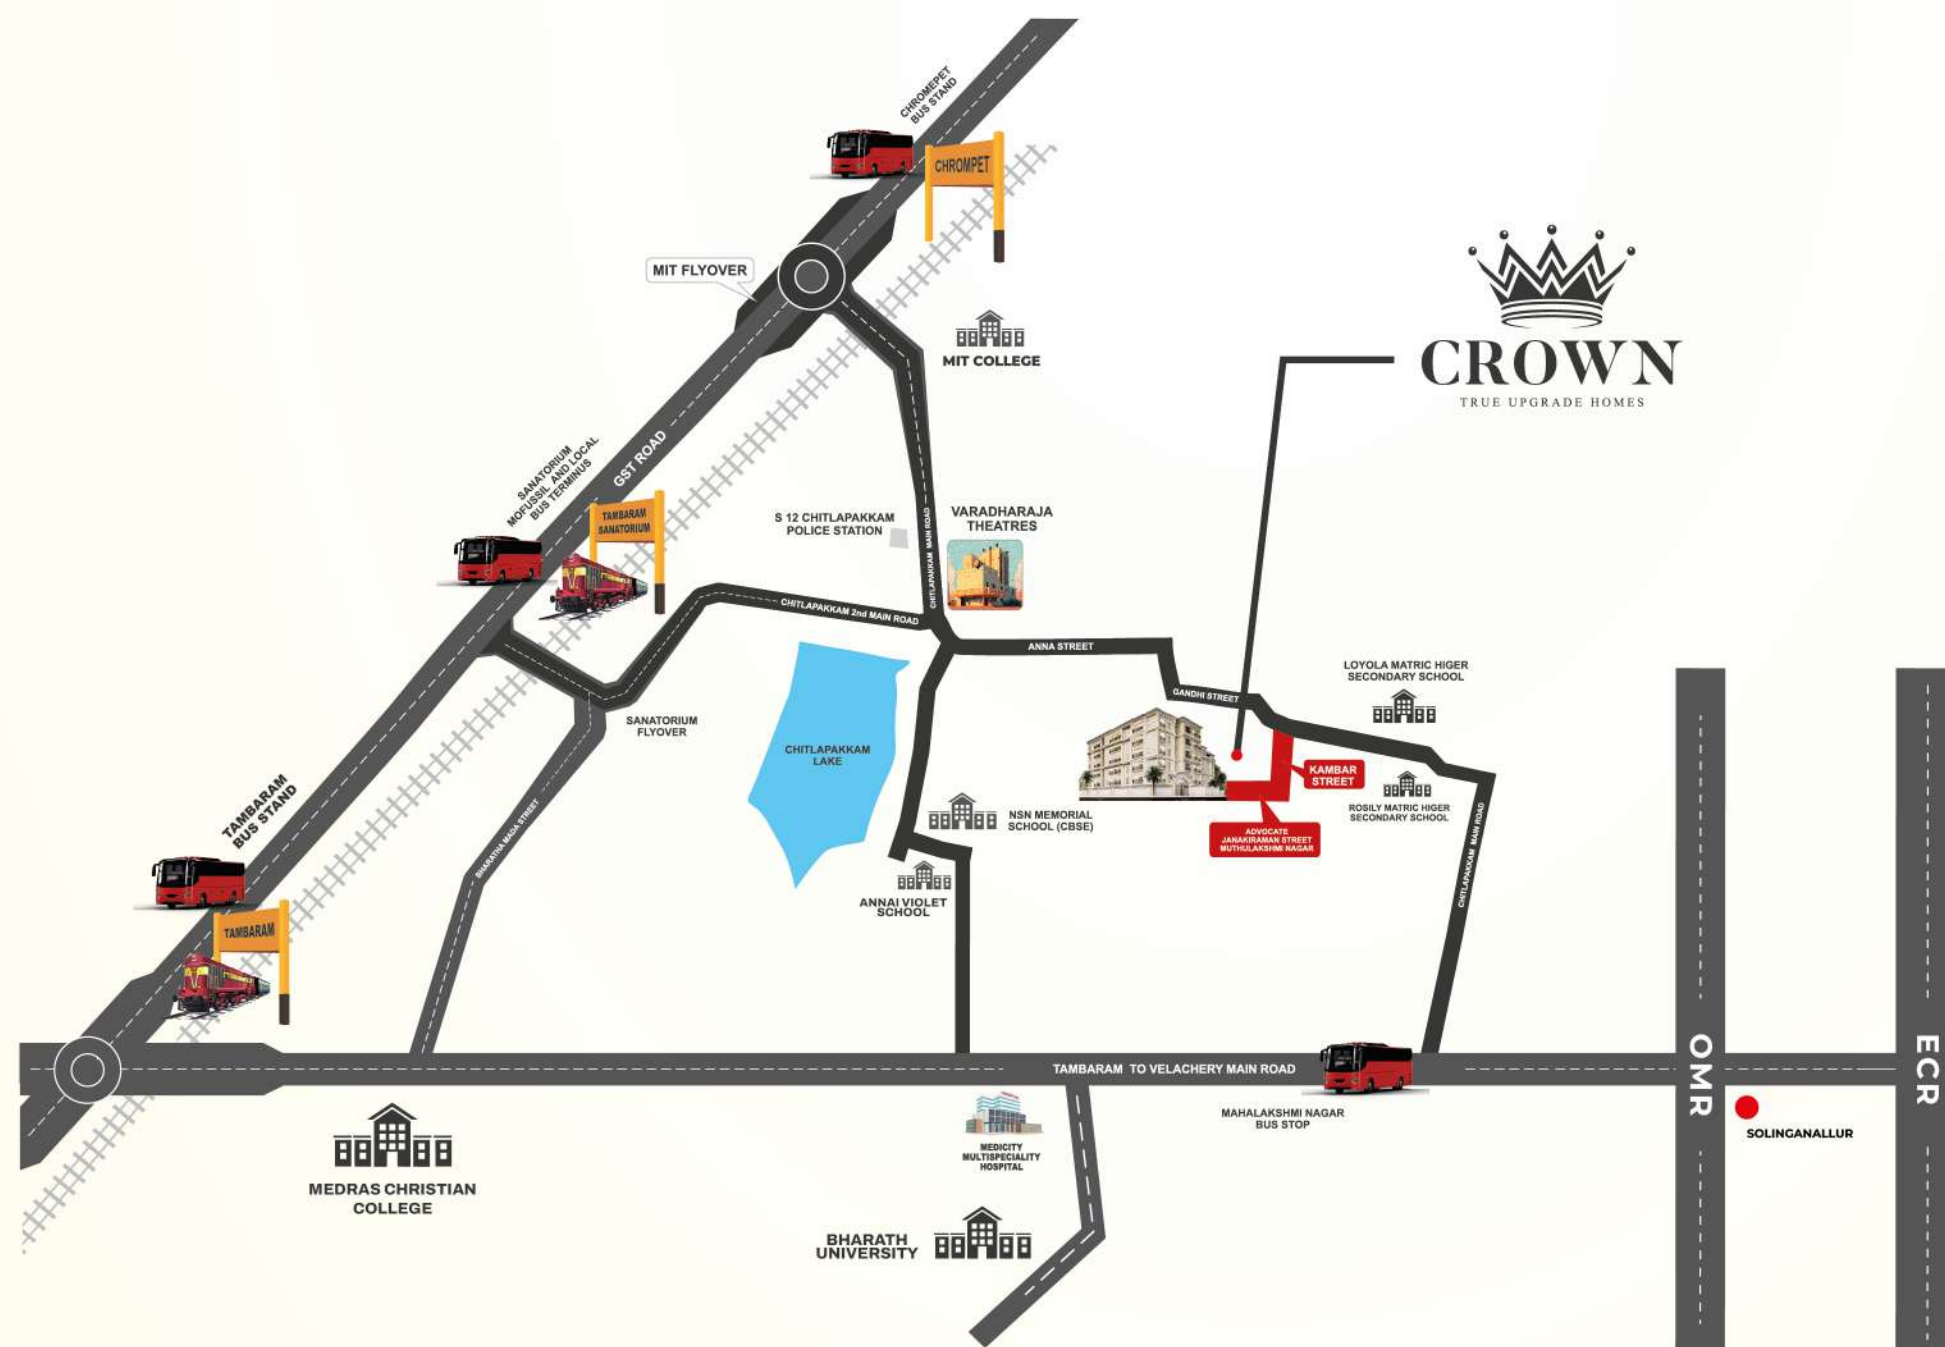 CHROMEPET
BUS STAND
CHROMPET
MIT FLYOVER
MIT COLLEGE
CROWN
TRUE UPGRADE HOMES
GST ROAD
SANATORIUM
MOFUSSIL AND LOCAL
BUS TERMINUS
TAMBARAM
SANATORIUM
S 12 CHITLAPAKKAM
POLICE STATION
CHITLAPAKKAM MAIN ROAD
VARADHARAJA
THEATRES
CHITLAPAKKAM 2nd MAIN ROAD
ANNA STREET
GANDHI STREET
LOYOLA MATRIC HIGER
SECONDARY SCHOOL
SANATORIUM
FLYOVER
CHITLAPAKKAM
LAKE
KAMBAR
STREET
ROSILY MATRIC HIGER
SECONDARY SCHOOL
NSN MEMORIAL
SCHOOL (CBSE)
ADVOCATE
JANAKIRAMAN STREET
MUTHULAKSHMI NAGAR
CHITLAPAKKAM MAIN ROAD
TAMBARAM
BUS STAND
BHARATHA MADA STREET
ANNAI VIOLET
SCHOOL
TAMBARAM
TAMBARAM TO VELACHERY MAIN ROAD
OMR
ECR
MAHALAKSHMI NAGAR
BUS STOP
SOLINGANALLUR
MEDICITY
MULTISPECIALITY
HOSPITAL
MEDRAS CHRISTIAN
COLLEGE
BHARATH
UNIVERSITY